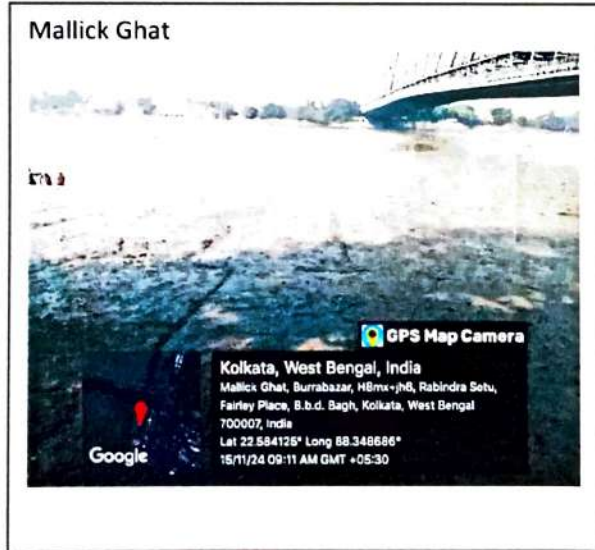 Mallick Ghat
GPS Map Camera
Kolkata, West Bengal, India
Mallick Ghat, Burrabazar, H8mx+jh6, Rabindra Setu,
Fairley Place, B.b.d. Bagh, Kolkata, West Bengal
700007, India
Lat 22.584125° Long 88.348686°
15/11/24 09:11 AM GMT +05:30
Google